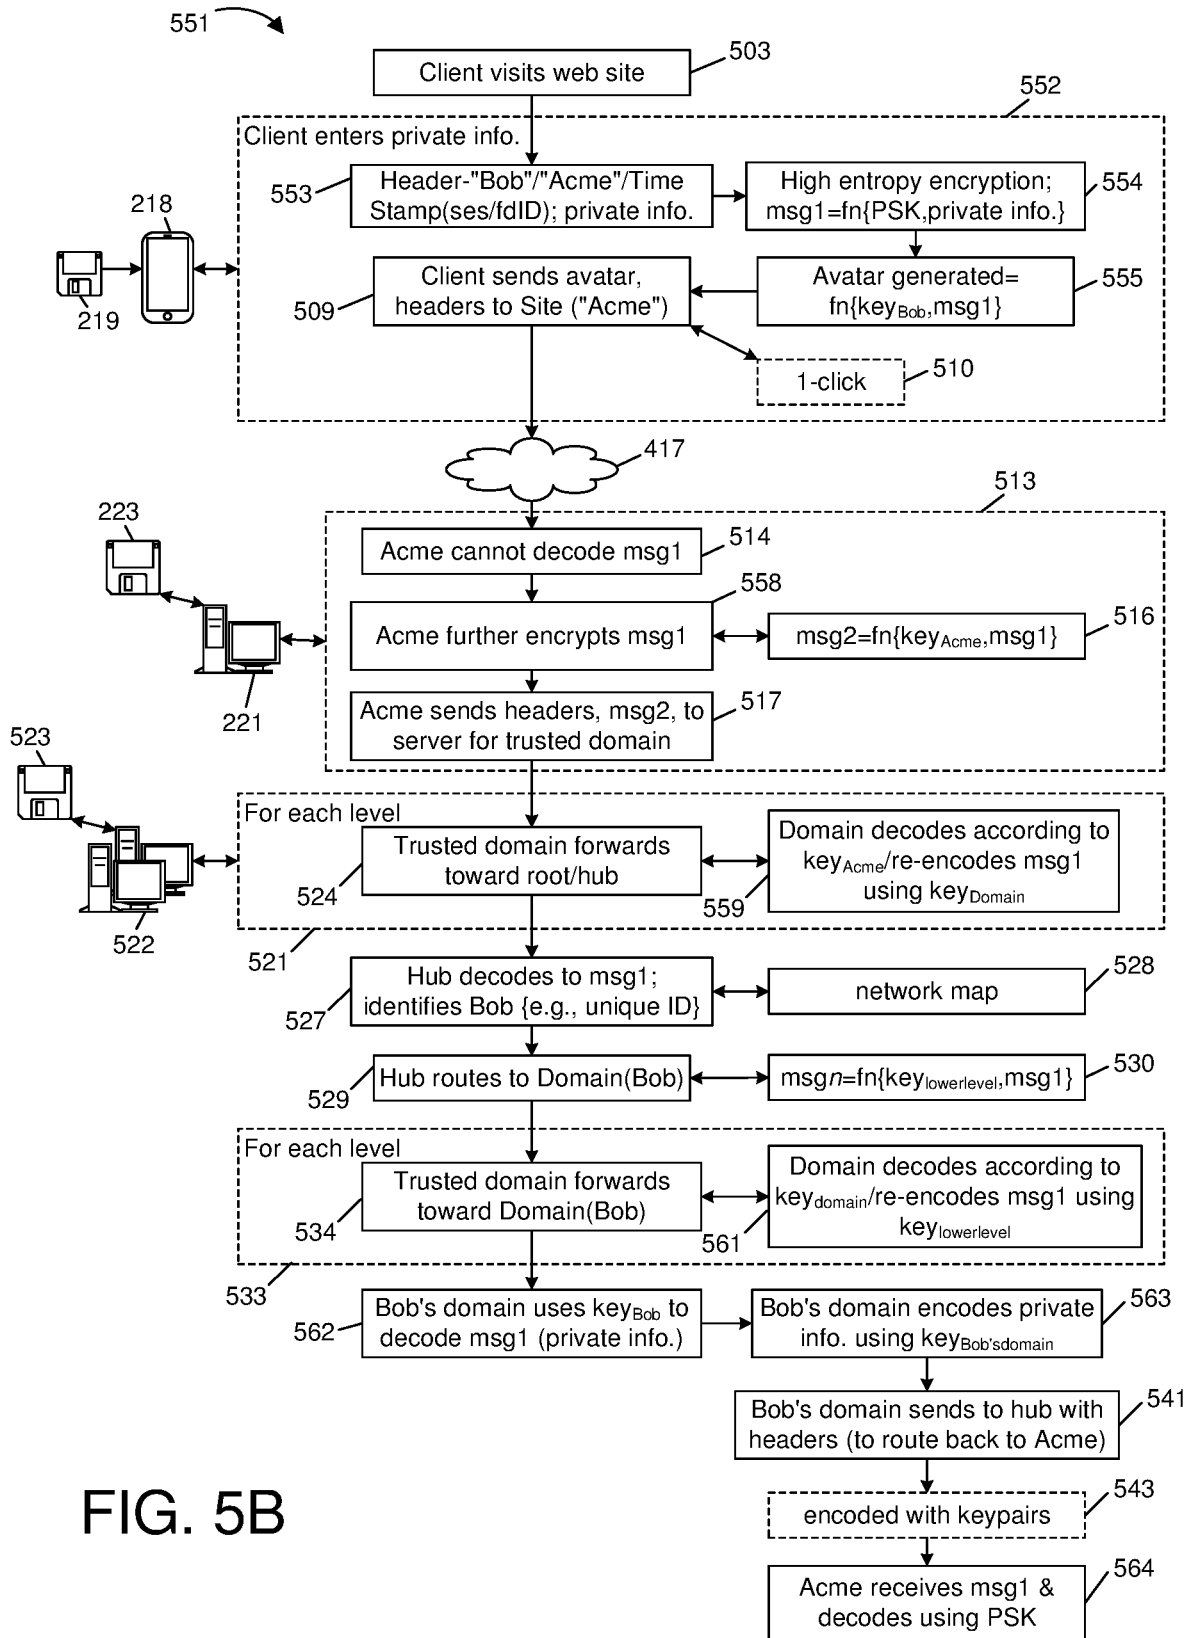 551
Client visits web site
503
552
Client enters private info.
553
Header-"Bob"/"Acme"/Time
Stamp(ses/fdID); private info.
High entropy encryption;
msg1=fn{PSK,private info.}
554
218
219
509
Client sends avatar,
headers to Site ("Acme")
Avatar generated=
fn{keyBob,msg1}
555
1-click
510
417
513
223
221
Acme cannot decode msg1
514
558
Acme further encrypts msg1
msg2=fn{keyAcme,msg1}
516
Acme sends headers, msg2, to
server for trusted domain
517
523
522
For each level
Trusted domain forwards
toward root/hub
524
Domain decodes according to
keyAcme/re-encodes msg1
using keyDomain
559
521
Hub decodes to msg1;
identifies Bob {e.g., unique ID}
527
network map
528
Hub routes to Domain(Bob)
529
msgn=fn{keylowerlevel,msg1}
530
For each level
Trusted domain forwards
toward Domain(Bob)
534
Domain decodes according to
keydomain/re-encodes msg1 using
keylowerlevel
561
533
562
Bob's domain uses keyBob to
decode msg1 (private info.)
Bob's domain encodes private
info. using keyBob'sdomain
563
Bob's domain sends to hub with
headers (to route back to Acme)
541
encoded with keypairs
543
Acme receives msg1 &
decodes using PSK
564
FIG. 5B